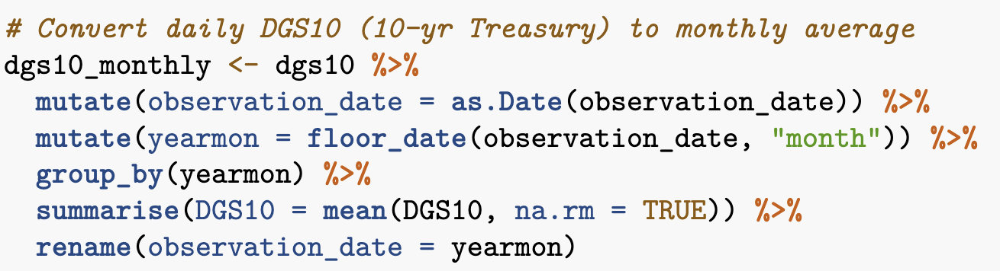 # Convert daily DGS10 (10-yr Treasury) to monthly average
dgs10_monthly <- dgs10 %>%
  mutate(observation_date = as.Date(observation_date)) %>%
  mutate(yearmon = floor_date(observation_date, "month")) %>%
  group_by(yearmon) %>%
  summarise(DGS10 = mean(DGS10, na.rm = TRUE)) %>%
  rename(observation_date = yearmon)